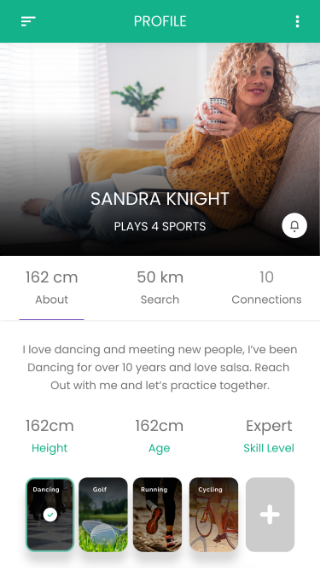 PROFILE
SANDRA KNIGHT
PLAYS 4 SPORTS
162 cm 50 km 10
About Search Connections
I love dancing and meeting new people, I've been
Dancing for over 10 years and love salsa. Reach
Out with me and let's practice together.
162cm 162cm Expert
Height Age Skill Level
Dancing Golf Running Cycling